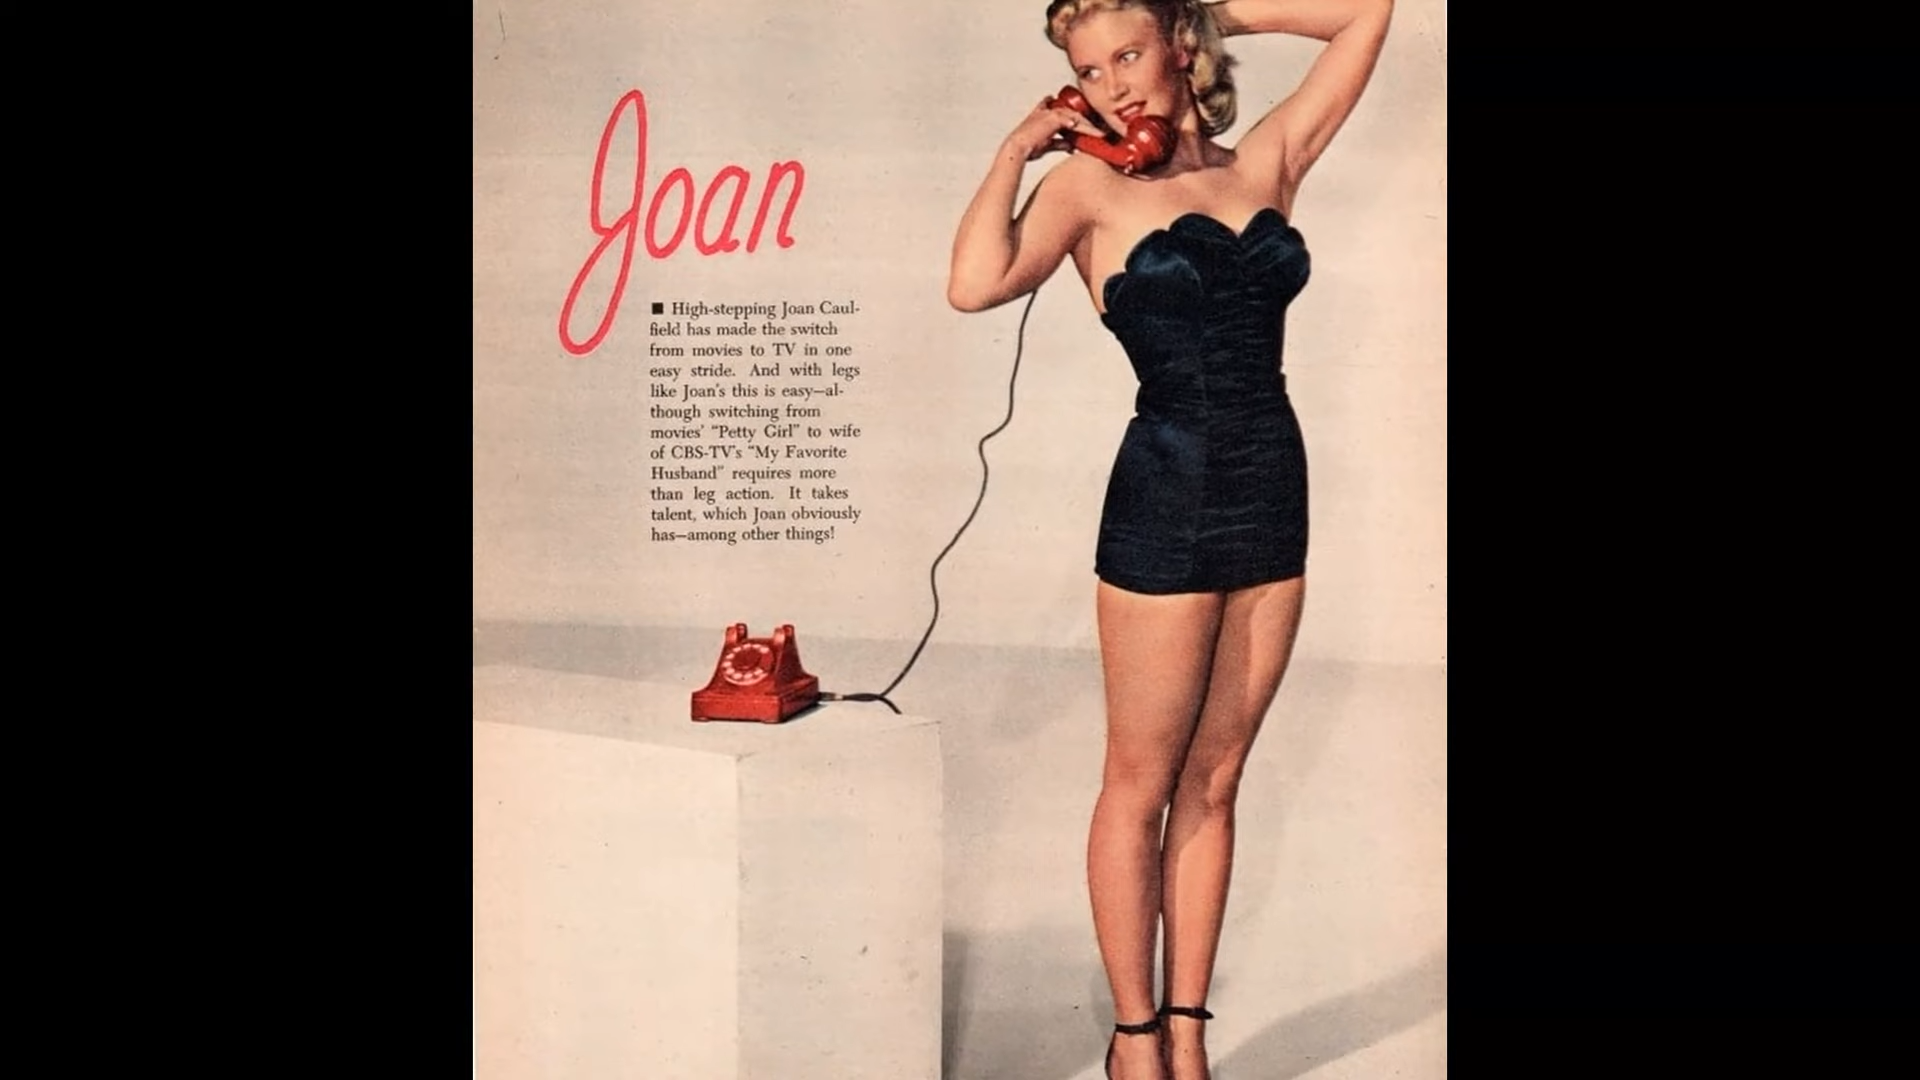 Joan
■ High-stepping Joan Caul-
field has made the switch
from movies to TV in one
easy stride. And with legs
like Joan's this is easy—al-
though switching from
movies' "Petty Girl" to wife
of CBS-TV's "My Favorite
Husband" requires more
than leg action. It takes
talent, which Joan obviously
has—among other things!